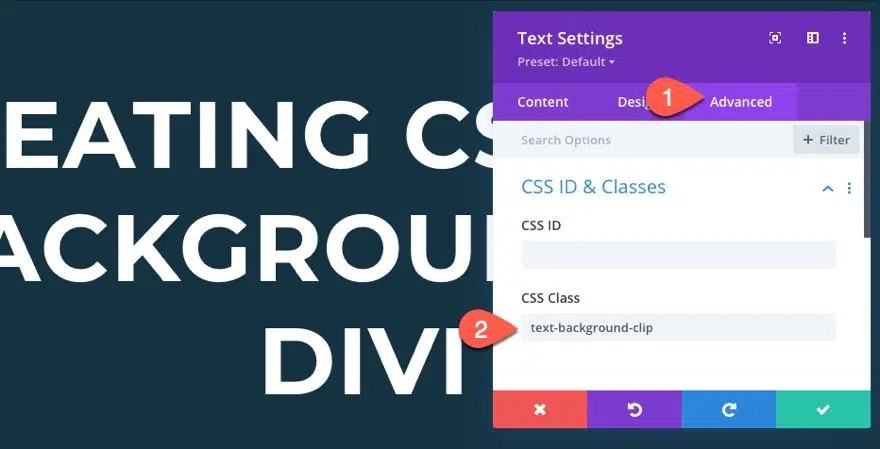 EATING CS
ACKGROU
DIVI
Text Settings
Preset: Default
Content
Advanced
1
Search Options
+ Filter
CSS ID & Classes
CSS ID
CSS Class
2
text-background-clip